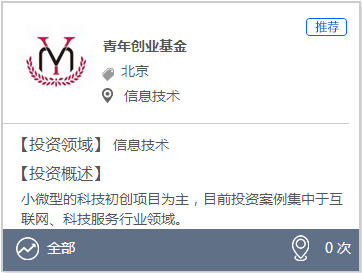 推荐
青年创业基金
北京
信息技术
【投资领域】 信息技术
【投资概述】
小微型的科技初创项目为主，目前投资案例集中于互
联网、科技服务行业领域。
全部 0 次